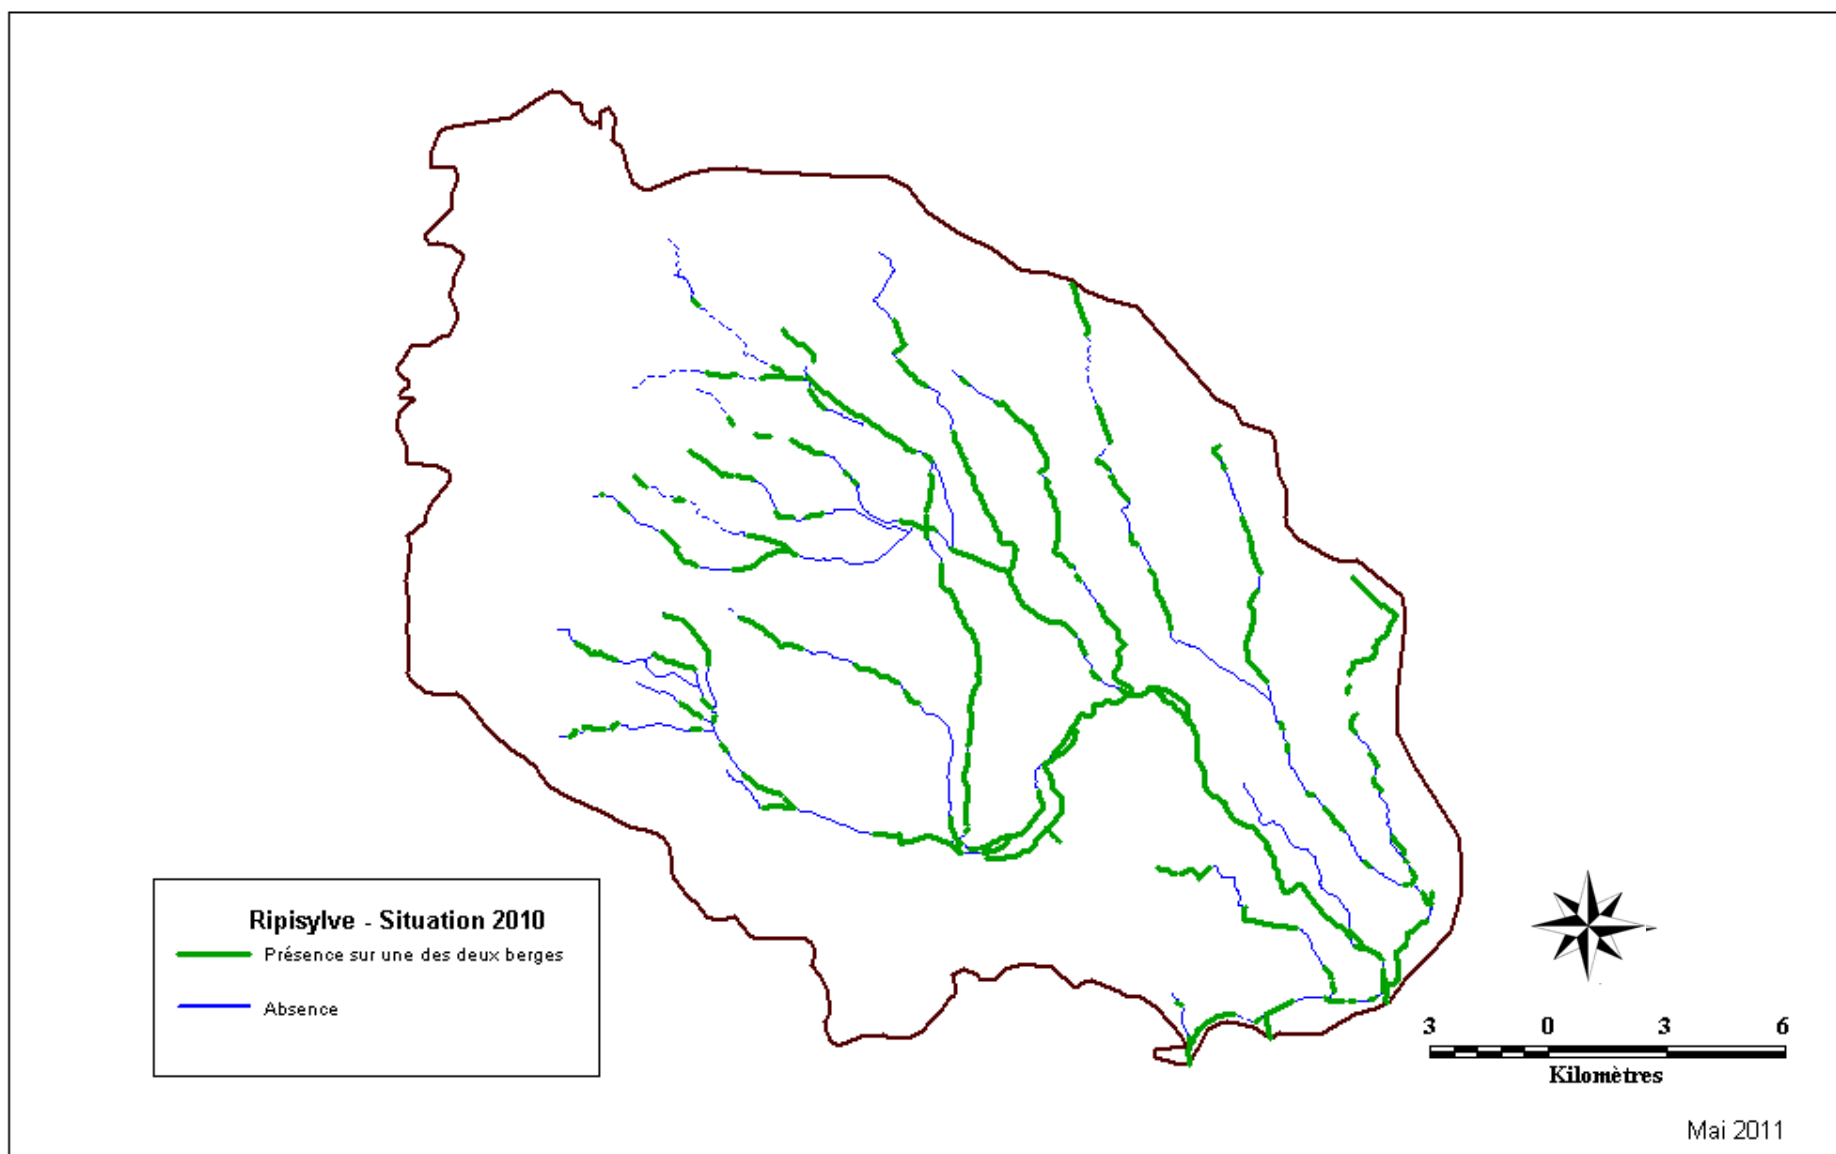 Ripisylve - Situation 2010
Présence sur une des deux berges
Absence
3 0 3 6
Kilomètres
Mai 2011